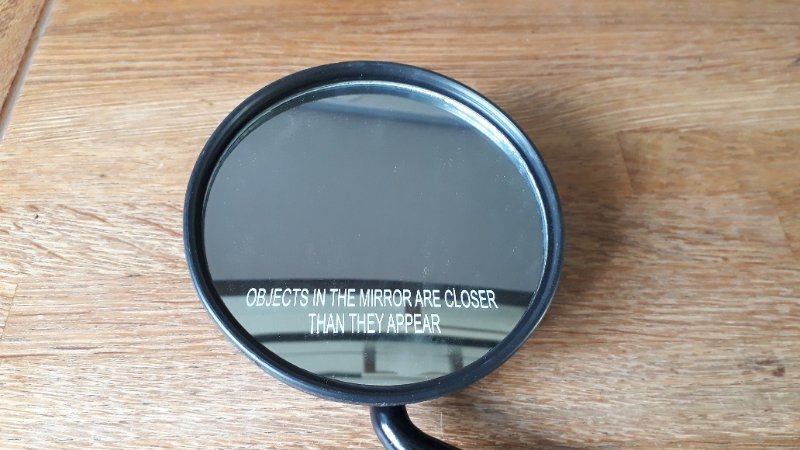 OBJECTS IN THE MIRROR ARE CLOSER
THAN THEY APPEAR